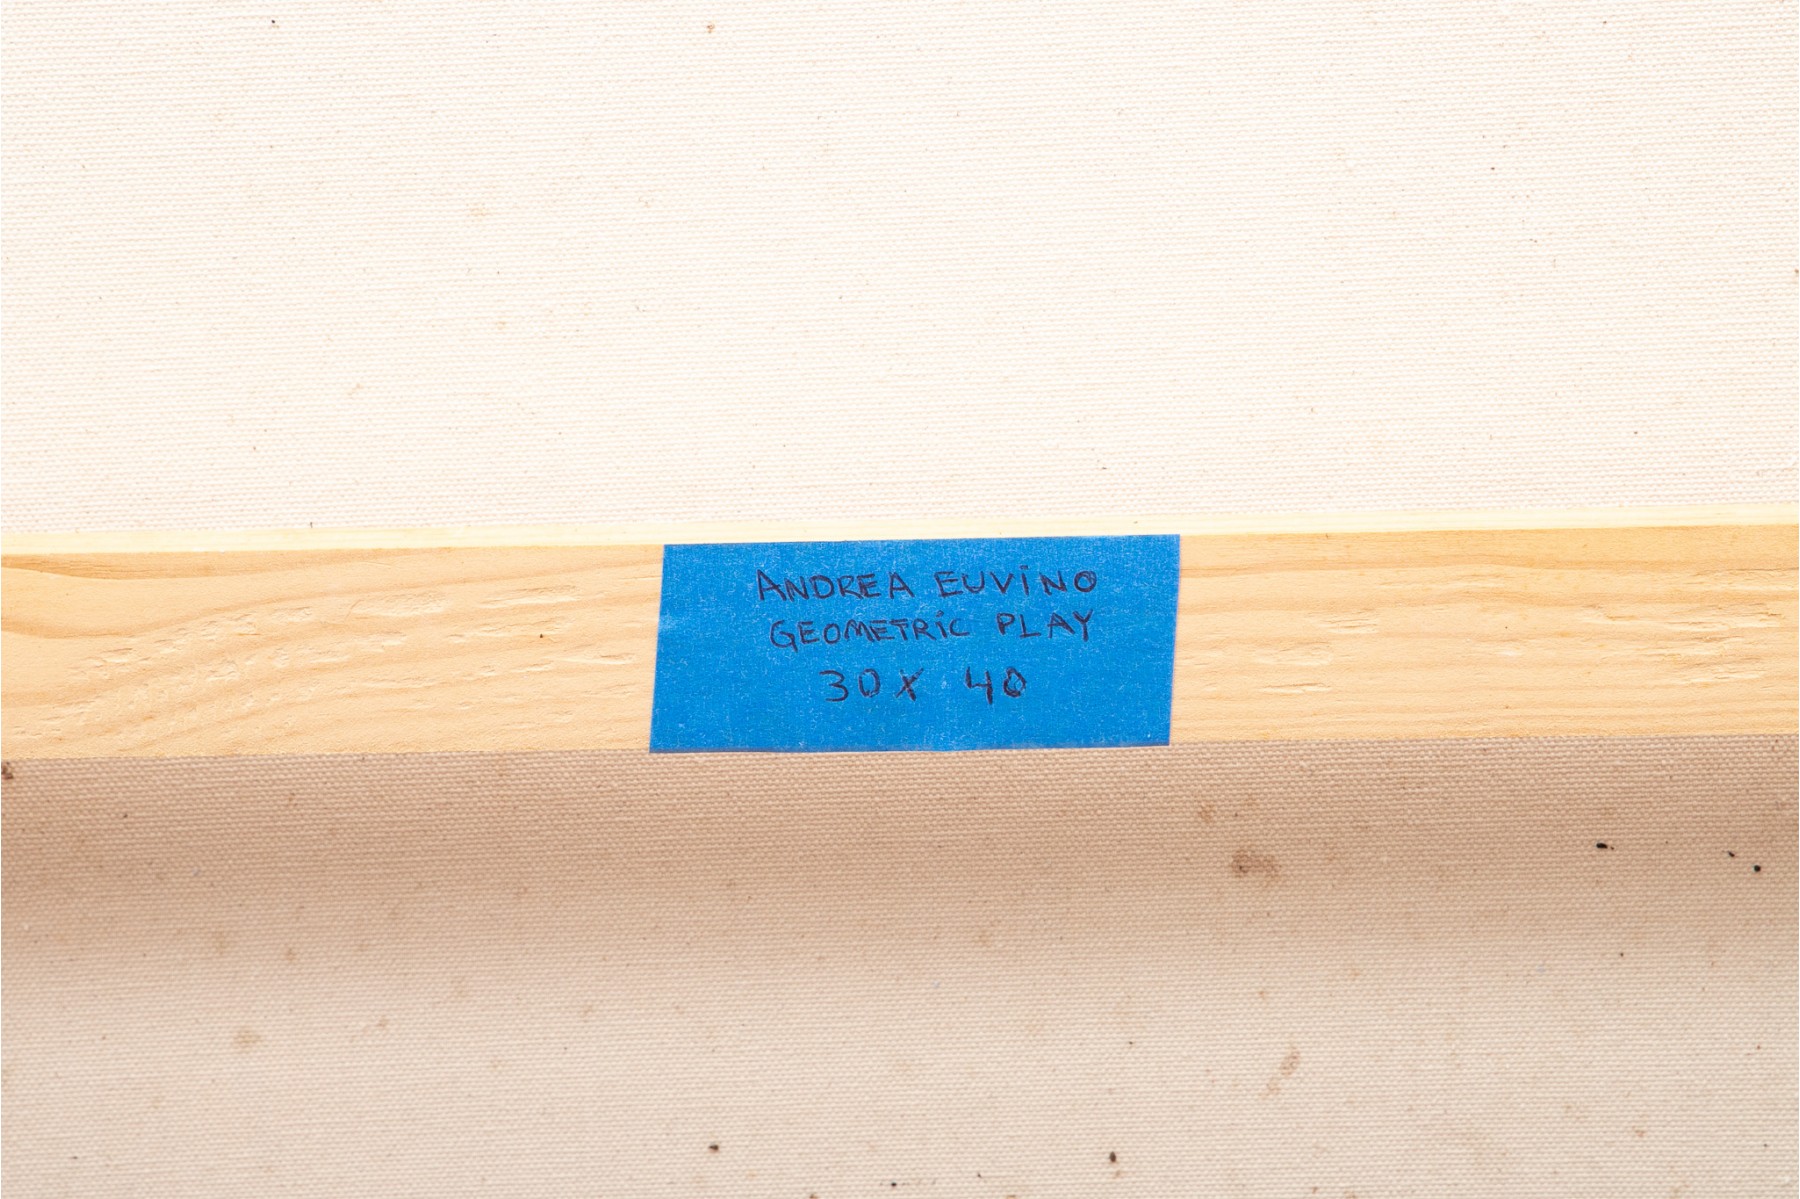 ANDREA EUViNO
GEOMETRiC PLAY
30 X 40